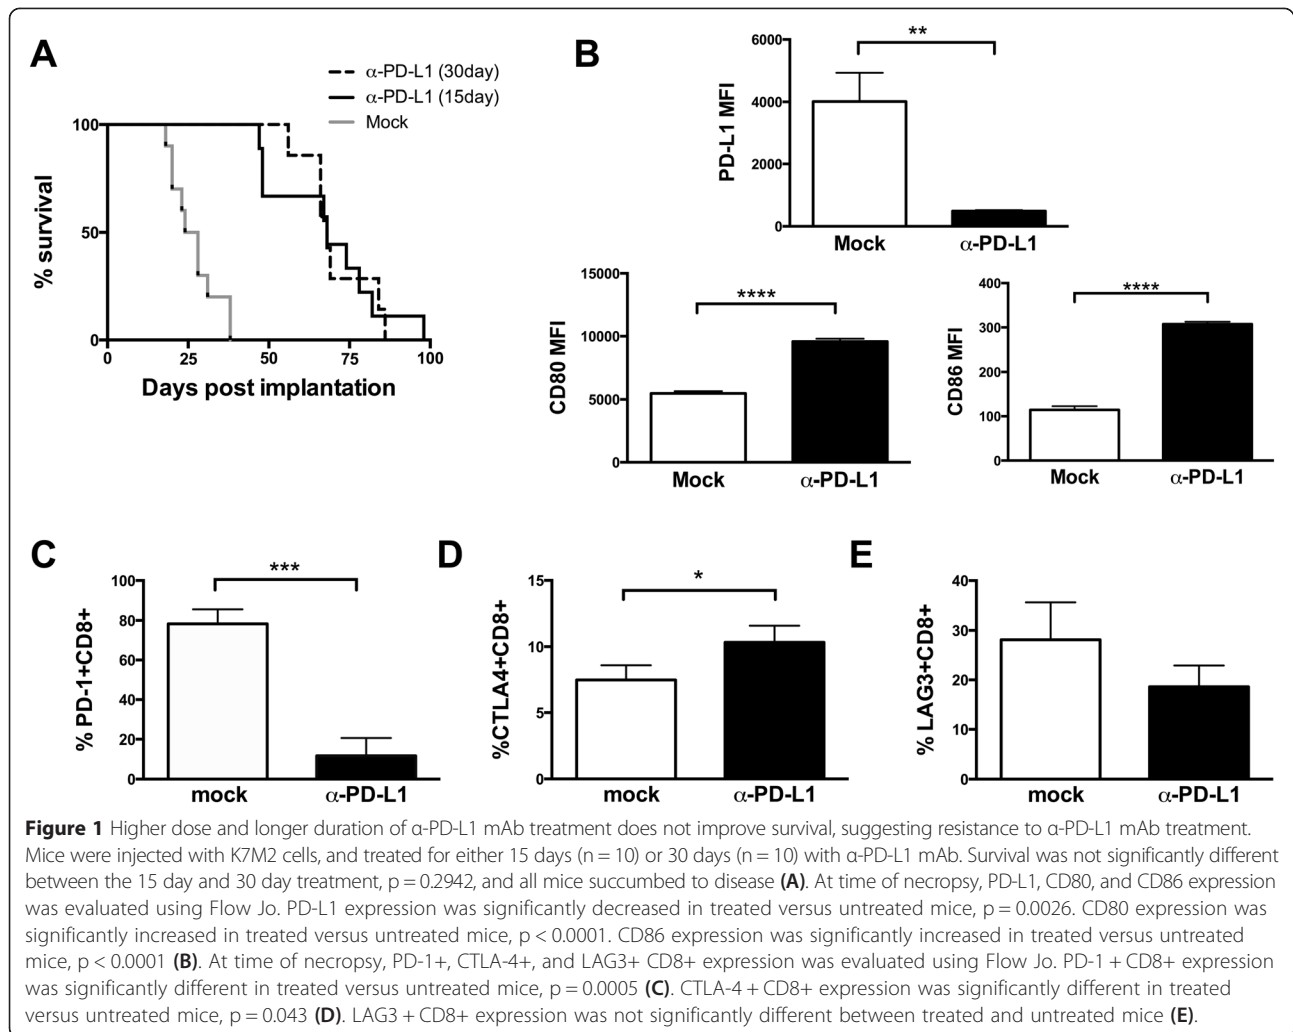 A
α-PD-L1 (30day)
α-PD-L1 (15day)
Mock
% survival
100
50
0
0 25 50 75 100
Days post implantation
B
**
PD-L1 MFI
6000
4000
2000
0
Mock α-PD-L1
****
CD80 MFI
15000
10000
5000
0
Mock α-PD-L1
****
CD86 MFI
400
300
200
100
0
Mock α-PD-L1
C
***
% PD-1+CD8+
100
80
60
40
20
0
mock α-PD-L1
D
*
%CTLA4+CD8+
15
10
5
0
mock α-PD-L1
E
% LAG3+CD8+
40
30
20
10
0
mock α-PD-L1
Figure 1 Higher dose and longer duration of α-PD-L1 mAb treatment does not improve survival, suggesting resistance to α-PD-L1 mAb treatment.
Mice were injected with K7M2 cells, and treated for either 15 days (n = 10) or 30 days (n = 10) with α-PD-L1 mAb. Survival was not significantly different
between the 15 day and 30 day treatment, p = 0.2942, and all mice succumbed to disease (A). At time of necropsy, PD-L1, CD80, and CD86 expression
was evaluated using Flow Jo. PD-L1 expression was significantly decreased in treated versus untreated mice, p = 0.0026. CD80 expression was
significantly increased in treated versus untreated mice, p < 0.0001. CD86 expression was significantly increased in treated versus untreated
mice, p < 0.0001 (B). At time of necropsy, PD-1+, CTLA-4+, and LAG3+ CD8+ expression was evaluated using Flow Jo. PD-1 + CD8+ expression
was significantly different in treated versus untreated mice, p = 0.0005 (C). CTLA-4 + CD8+ expression was significantly different in treated
versus untreated mice, p = 0.043 (D). LAG3 + CD8+ expression was not significantly different between treated and untreated mice (E).